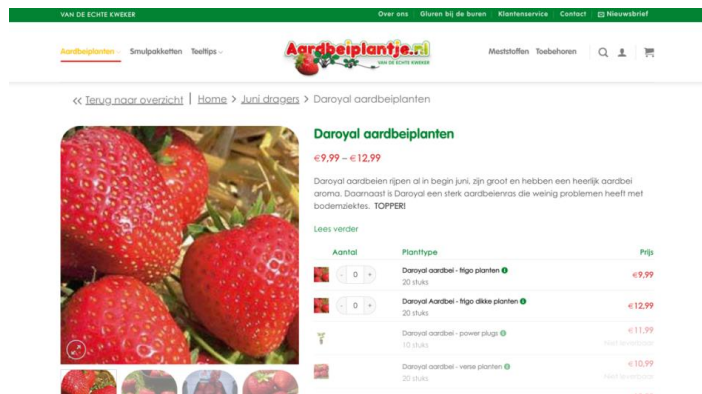 VAN DE ECHTE KWEKER
Over ons Gluren bij de buren Klantenservice Contact Nieuwsbrief
Aardbeiplanten Smulpakketten Teeltips
Aardbeiplantje.nl
VAN DE ECHTE KWEKER
Meststoffen Toebehoren
<< Terug naar overzicht | Home > Juni dragers > Daroyal aardbeiplanten
Daroyal aardbeiplanten
€9,99 – €12,99
Daroyal aardbeien rijpen al in begin juni, zijn groot en hebben een heerlijk aardbei
aroma. Daarnaast is Daroyal een sterk aardbeienras die weinig problemen heeft met
bodemziektes. TOPPER!
Lees verder
Aantal Planttype Prijs
- 0 + Daroyal aardbei - frigo planten €9,99
20 stuks
- 0 + Daroyal Aardbei - frigo dikke planten €12,99
20 stuks
Daroyal aardbei - power plugs €11,99
10 stuks Niet leverbaar
Daroyal aardbei - verse planten €10,99
20 stuks Niet leverbaar